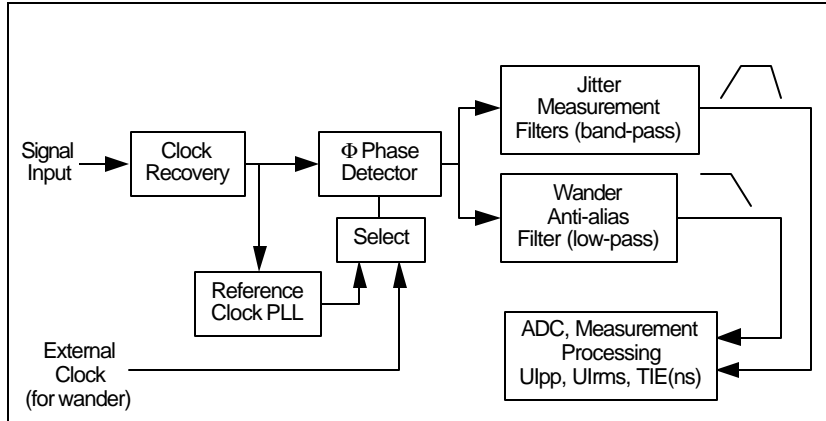 Signal
Input
Clock
Recovery
Φ Phase
Detector
Select
Reference
Clock PLL
External
Clock
(for wander)
Jitter
Measurement
Filters (band-pass)
Wander
Anti-alias
Filter (low-pass)
ADC, Measurement
Processing
UIpp, UIrms, TIE(ns)